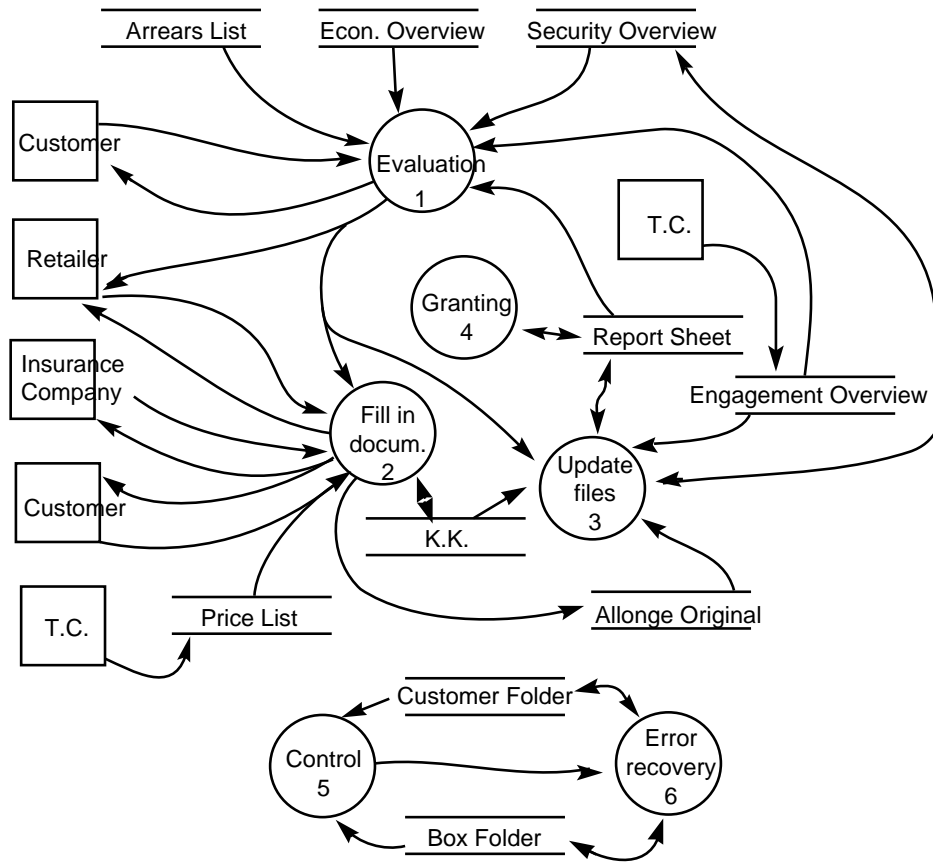 Arrears List
Econ. Overview
Security Overview
Customer
Evaluation
1
T.C.
Retailer
Granting
4
Report Sheet
Insurance
Company
Engagement Overview
Fill in
docum.
2
Update
files
3
Customer
K.K.
T.C.
Price List
Allonge Original
Customer Folder
Control
5
Error
recovery
6
Box Folder